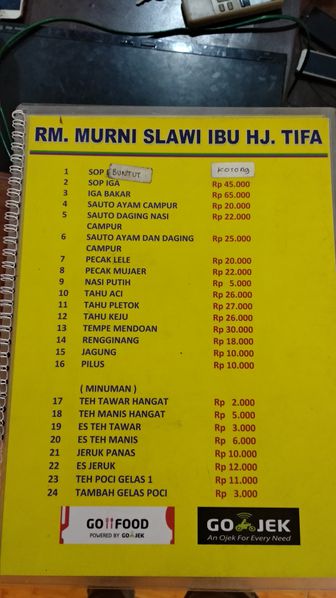 RM. MURNI SLAWI IBU HJ. TIFA
1 SOP BUNTUT kosong
2 SOP IGA Rp 45.000
3 IGA BAKAR Rp 65.000
4 SAUTO AYAM CAMPUR Rp 20.000
5 SAUTO DAGING NASI Rp 22.000
CAMPUR
6 SAUTO AYAM DAN DAGING Rp 25.000
CAMPUR
7 PECAK LELE Rp 20.000
8 PECAK MUJAER Rp 22.000
9 NASI PUTIH Rp 5.000
10 TAHU ACI Rp 26.000
11 TAHU PLETOK Rp 27.000
12 TAHU KEJU Rp 26.000
13 TEMPE MENDOAN Rp 30.000
14 RENGGINANG Rp 18.000
15 JAGUNG Rp 10.000
16 PILUS Rp 10.000
( MINUMAN )
17 TEH TAWAR HANGAT Rp 2.000
18 TEH MANIS HANGAT Rp 5.000
19 ES TEH TAWAR Rp 3.000
20 ES TEH MANIS Rp 6.000
21 JERUK PANAS Rp 10.000
22 ES JERUK Rp 12.000
23 TEH POCI GELAS 1 Rp 11.000
24 TAMBAH GELAS POCI Rp 3.000
GO FOOD
POWERED BY GO-JEK
GO-JEK
An Ojek For Every Need